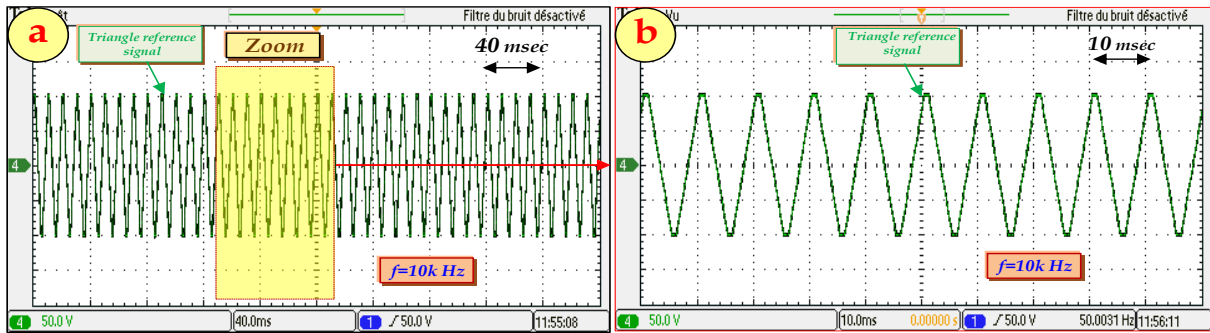 a
Filtre du bruit désactivé
Triangle reference
signal
Zoom
40 msec
4
f=10k Hz
4 50.0 V
40.0ms
1 50.0 V
11:55:08
b
Vu
Filtre du bruit désactivé
Triangle reference
signal
10 msec
4
f=10k Hz
4 50.0 V
10.0ms 0.00000 s
1 50.0 V
50.0031 Hz
11:56:11